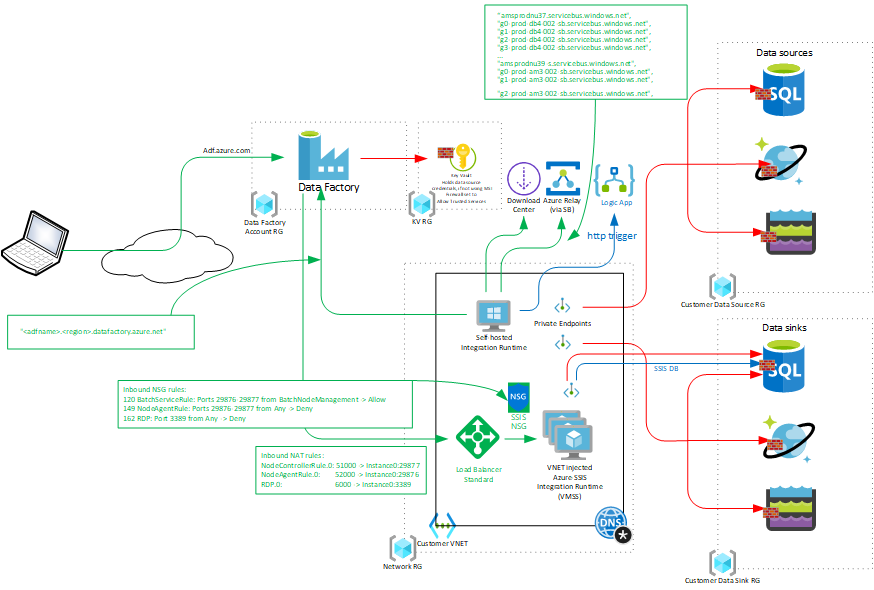 "amsprodnu37.servicebus.windows.net",
"g0-prod-db4-002-sb.servicebus.windows.net",
"g1-prod-db4-002-sb.servicebus.windows.net",
"g2-prod-db4-002-sb.servicebus.windows.net",
"g3-prod-db4-002-sb.servicebus.windows.net",
...
"amsprodnu39-s.servicebus.windows.net",
"g0-prod-am3-002-sb.servicebus.windows.net",
"g1-prod-am3-002-sb.servicebus.windows.net",
"g2-prod-am3-002-sb.servicebus.windows.net",
Data sources
SQL
Adf.azure.com
Data Factory
Data Factory
Account RG
Key Vault
Holds data source
credentials, if not using MSI
Firewall set to
Allow Trusted Services
KV RG
Download
Center
Azure Relay
(via SB)
Logic App
http trigger
Customer Data Source RG
"<adfname>.<region>.datafactory.azure.net"
Self-hosted
Integration Runtime
Private Endpoints
Data sinks
SQL
SSIS DB
Inbound NSG rules:
120 BatchServiceRule: Ports 29876-29877 from BatchNodeManagement -> Allow
149 NodeAgentRule: Ports 29876-29877 from Any -> Deny
162 RDP: Port 3389 from Any -> Deny
NSG
SSIS
NSG
Inbound NAT rules:
NodeControllerRule.0: 51000 -> Instance0:29877
NodeAgentRule.0: 52000 -> Instance0:29876
RDP.0: 6000 -> Instance0:3389
Load Balancer
Standard
VNET injected
Azure-SSIS
Integration Runtime
(VMSS)
DNS
*
Customer VNET
Network RG
Customer Data Sink RG